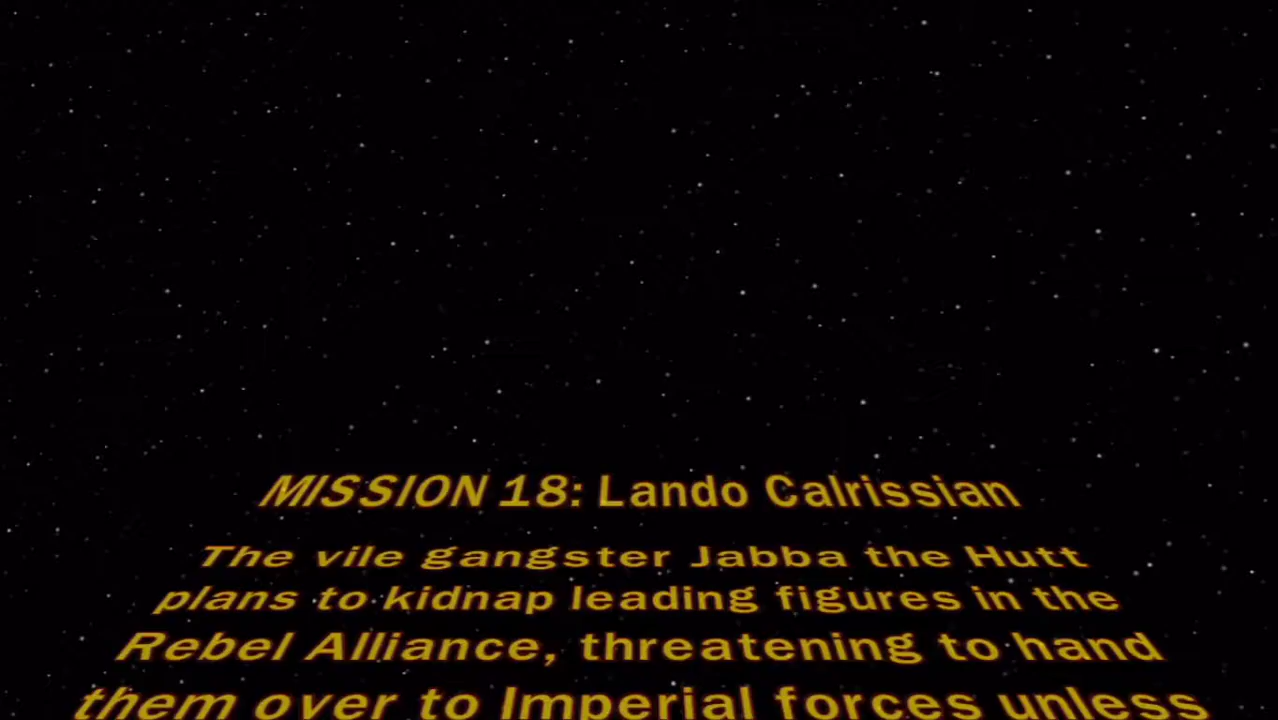 MISSION 18: Lando Calrissian
The vile gangster Jabba the Hutt
plans to kidnap leading figures in the
Rebel Alliance, threatening to hand
them over to Imperial forces unless